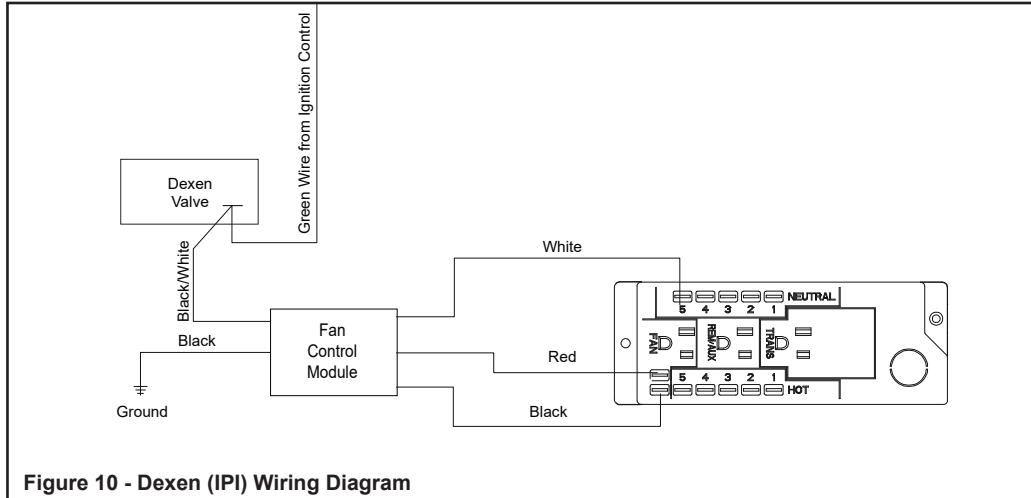 Green Wire from Ignition Control
Dexen
Valve
Black/White
White
5 4 3 2 1 NEUTRAL
Fan
Control
Module
Black
Ground
FAN
REM/AUX
TRANS
Red
5 4 3 2 1 HOT
Black
Figure 10 - Dexen (IPI) Wiring Diagram